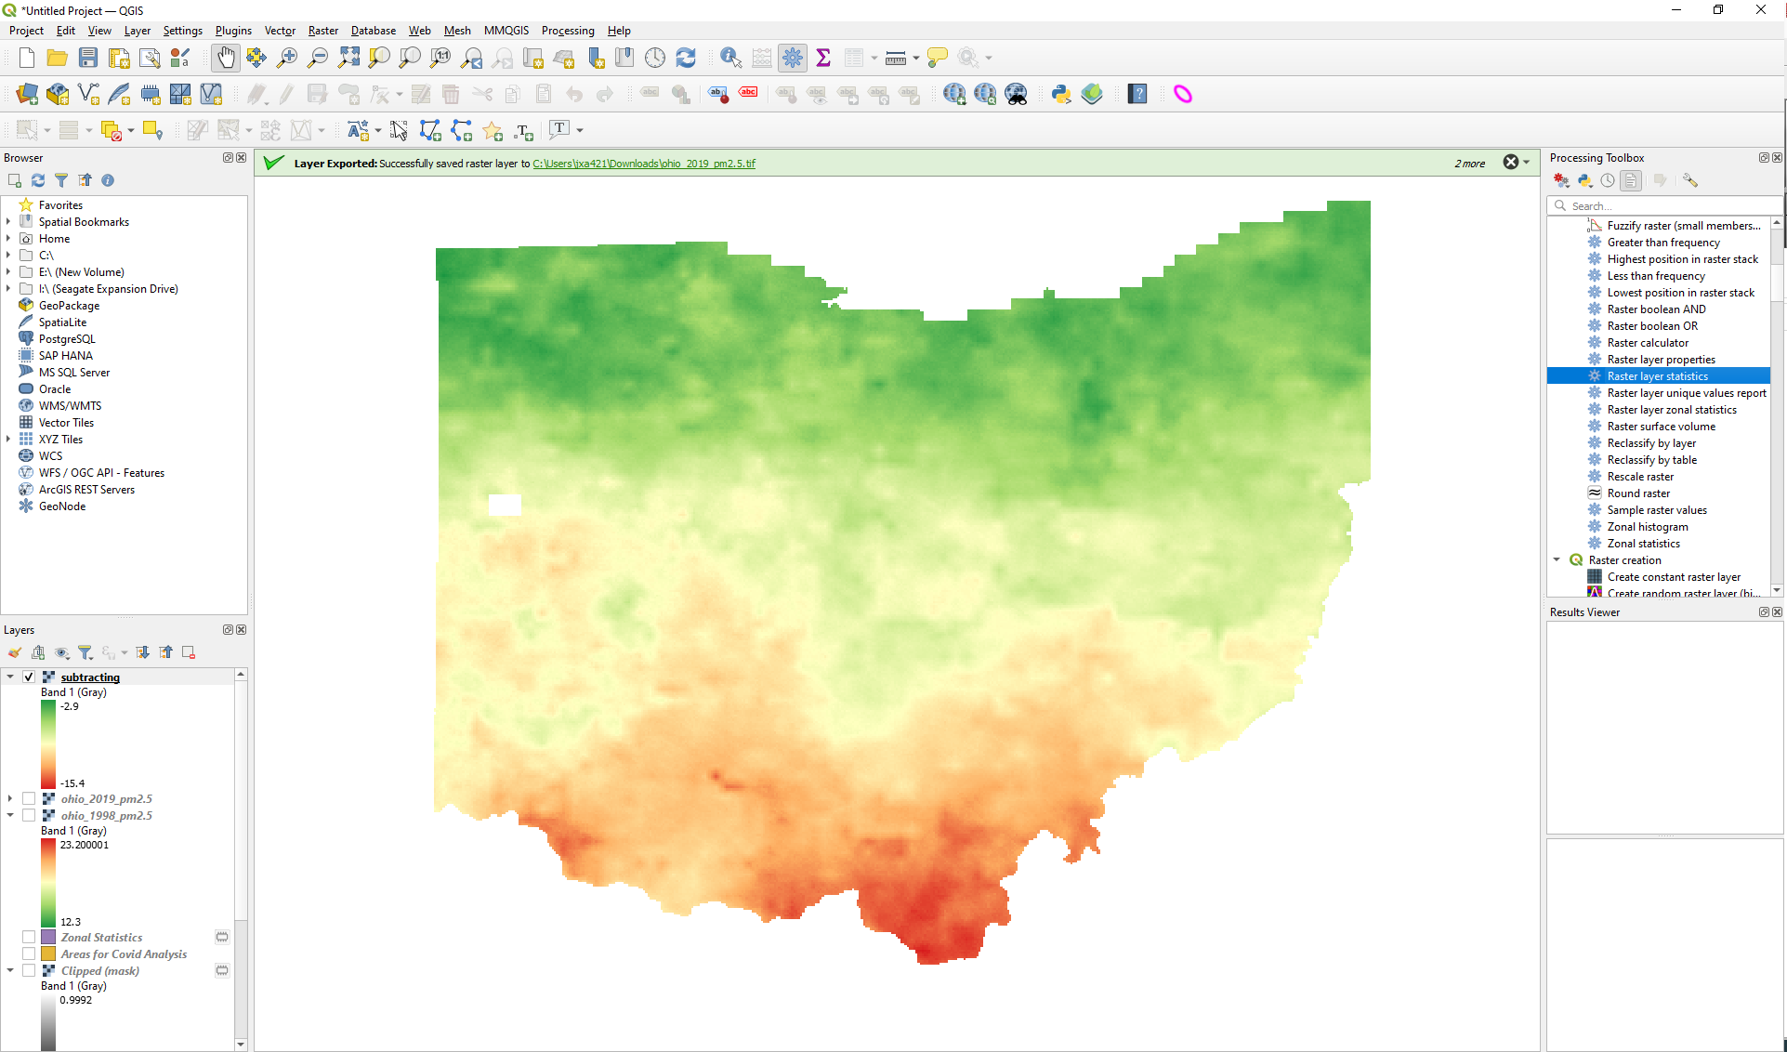 *Untitled Project — QGIS
Project Edit View Layer Settings Plugins Vector Raster Database Web Mesh MMQGIS Processing Help
Browser
Favorites
Spatial Bookmarks
Home
C:\
E:\ (New Volume)
I:\ (Seagate Expansion Drive)
GeoPackage
SpatiaLite
PostgreSQL
SAP HANA
MS SQL Server
Oracle
WMS/WMTS
Vector Tiles
XYZ Tiles
WCS
WFS / OGC API - Features
ArcGIS REST Servers
GeoNode
Layers
subtracting
Band 1 (Gray)
-2.9
-15.4
ohio_2019_pm2.5
ohio_1998_pm2.5
Band 1 (Gray)
23.200001
12.3
Zonal Statistics
Areas for Covid Analysis
Clipped (mask)
Band 1 (Gray)
0.9992
Layer Exported: Successfully saved raster layer to C:\Users\jxa421\Downloads\ohio_2019_pm2.5.tif
2 more
Processing Toolbox
Search...
Fuzzify raster (small members...
Greater than frequency
Highest position in raster stack
Less than frequency
Lowest position in raster stack
Raster boolean AND
Raster boolean OR
Raster calculator
Raster layer properties
Raster layer statistics
Raster layer unique values report
Raster layer zonal statistics
Raster surface volume
Reclassify by layer
Reclassify by table
Rescale raster
Round raster
Sample raster values
Zonal histogram
Zonal statistics
Raster creation
Create constant raster layer
Create random raster layer (bi...
Results Viewer